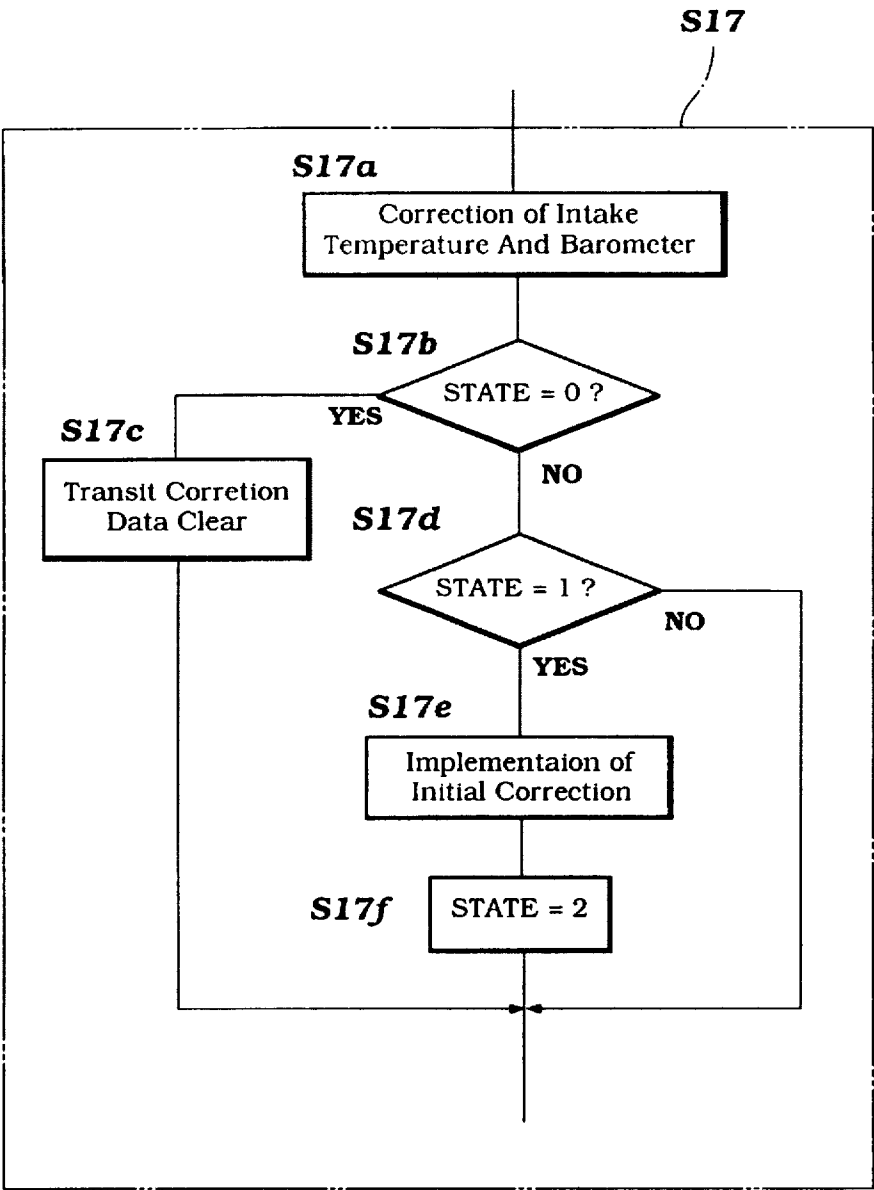 S17
S17a
Correction of Intake
Temperature And Barometer
S17b
STATE = 0 ?
YES
S17c
NO
Transit Corretion
Data Clear
S17d
STATE = 1 ?
NO
YES
S17e
Implementaion of
Initial Correction
S17f
STATE = 2